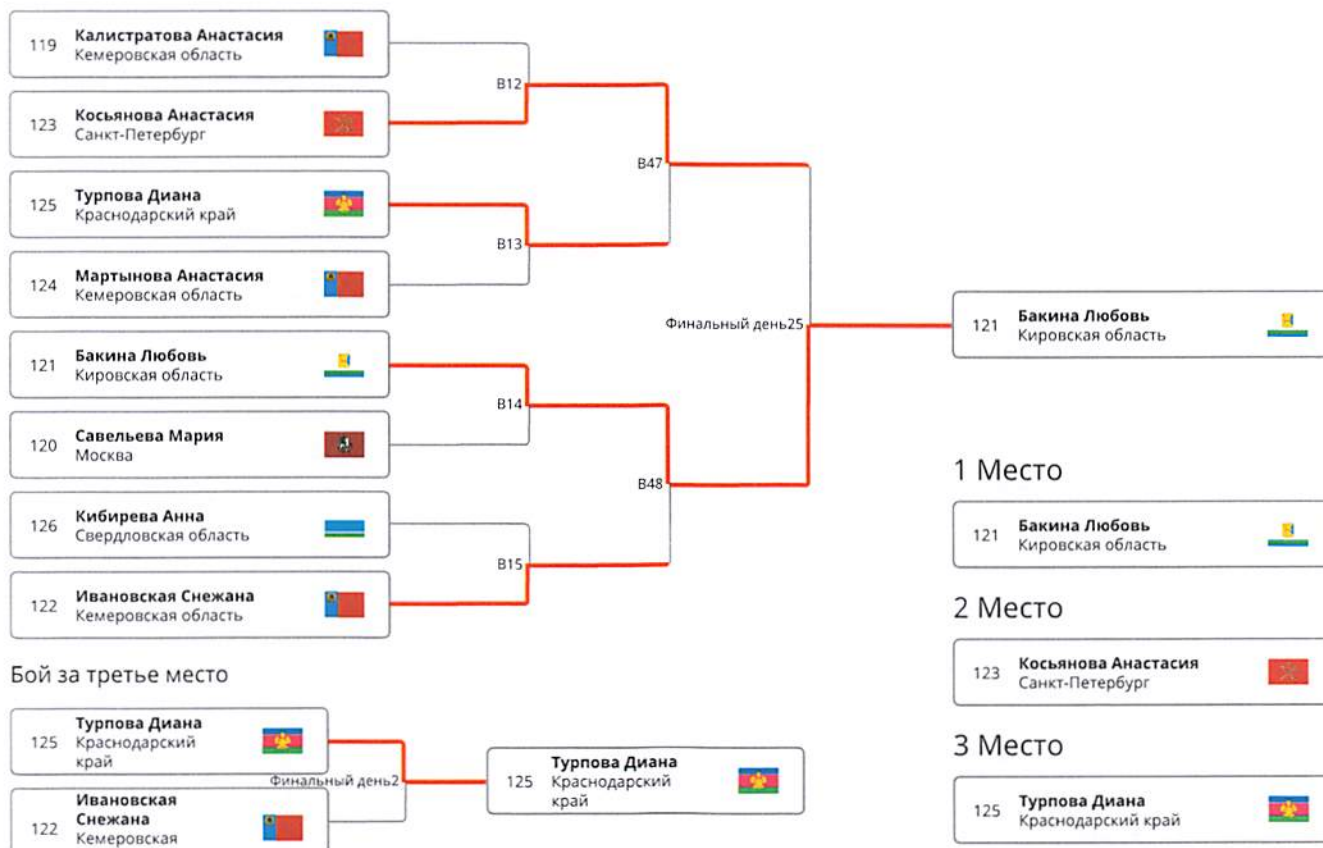 119
Калистратова Анастасия
Кемеровская область
123
Косьянова Анастасия
Санкт-Петербург
125
Турпова Диана
Краснодарский край
124
Мартынова Анастасия
Кемеровская область
121
Бакина Любовь
Кировская область
120
Савельева Мария
Москва
126
Кибирева Анна
Свердловская область
122
Ивановская Снежана
Кемеровская область
B12
B13
B14
B15
B47
B48
Финальный день25
121
Бакина Любовь
Кировская область
1 Место
121
Бакина Любовь
Кировская область
2 Место
123
Косьянова Анастасия
Санкт-Петербург
3 Место
125
Турпова Диана
Краснодарский край
Бой за третье место
125
Турпова Диана
Краснодарский
край
122
Ивановская
Снежана
Кемеровская
Финальный день2
125
Турпова Диана
Краснодарский
край